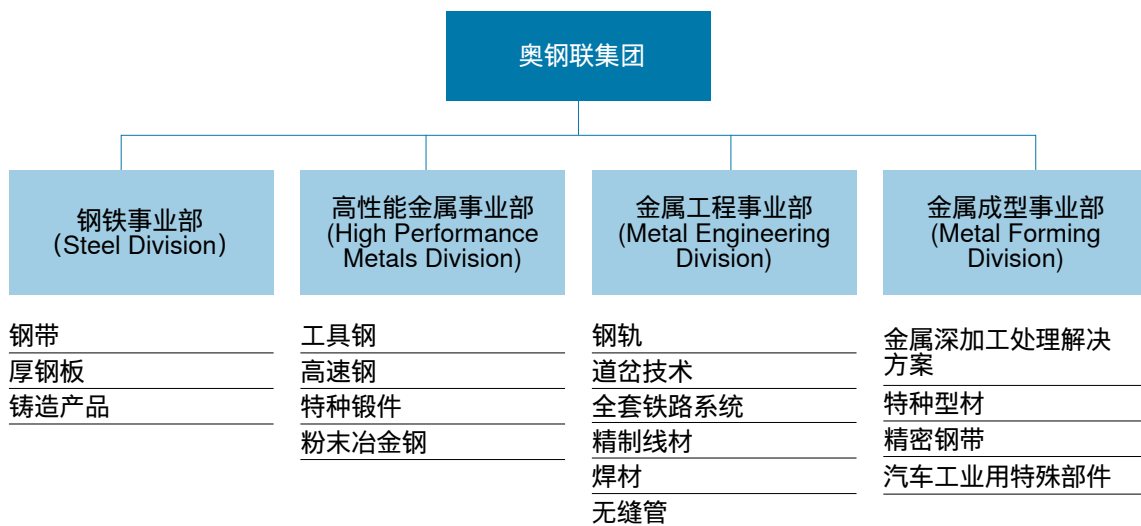 奥钢联集团
钢铁事业部
（Steel Division）
钢带
厚钢板
铸造产品
高性能金属事业部
(High Performance
Metals Division)
工具钢
高速钢
特种锻件
粉末冶金钢
金属工程事业部
(Metal Engineering
Division)
钢轨
道岔技术
全套铁路系统
精制线材
焊材
无缝管
金属成型事业部
(Metal Forming
Division)
金属深加工处理解决
方案
特种型材
精密钢带
汽车工业用特殊部件